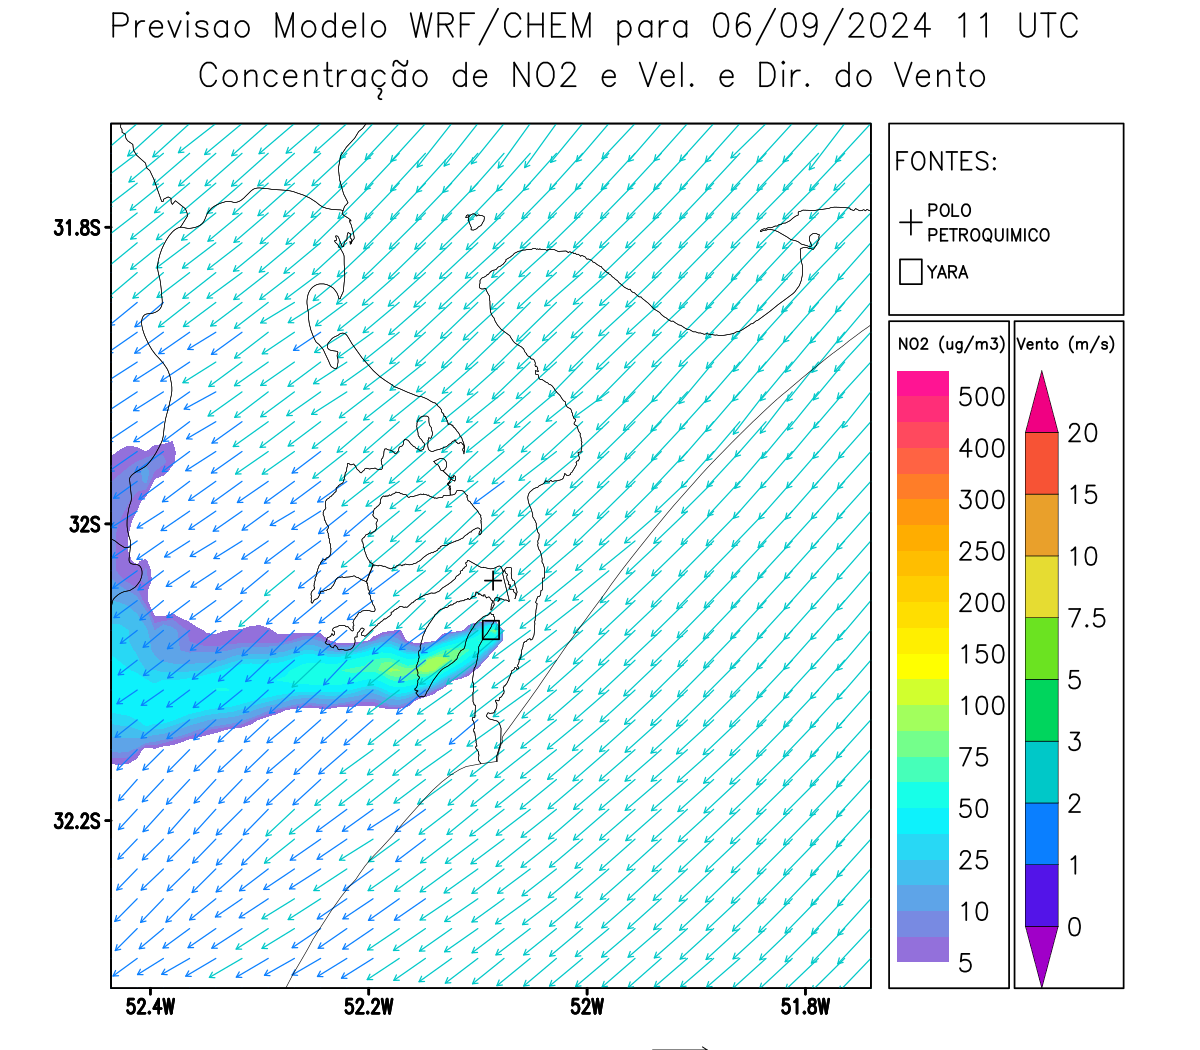 Previsao Modelo WRF/CHEM para 06/09/2024 11 UTC
Concentração de NO2 e Vel. e Dir. do Vento
FONTES:
POLO
PETROQUIMICO
YARA
31.8S
32S
32.2S
52.4W
52.2W
52W
51.8W
NO2 (ug/m3)
500
400
300
250
200
150
100
75
50
25
10
5
Vento (m/s)
20
15
10
7.5
5
3
2
1
0